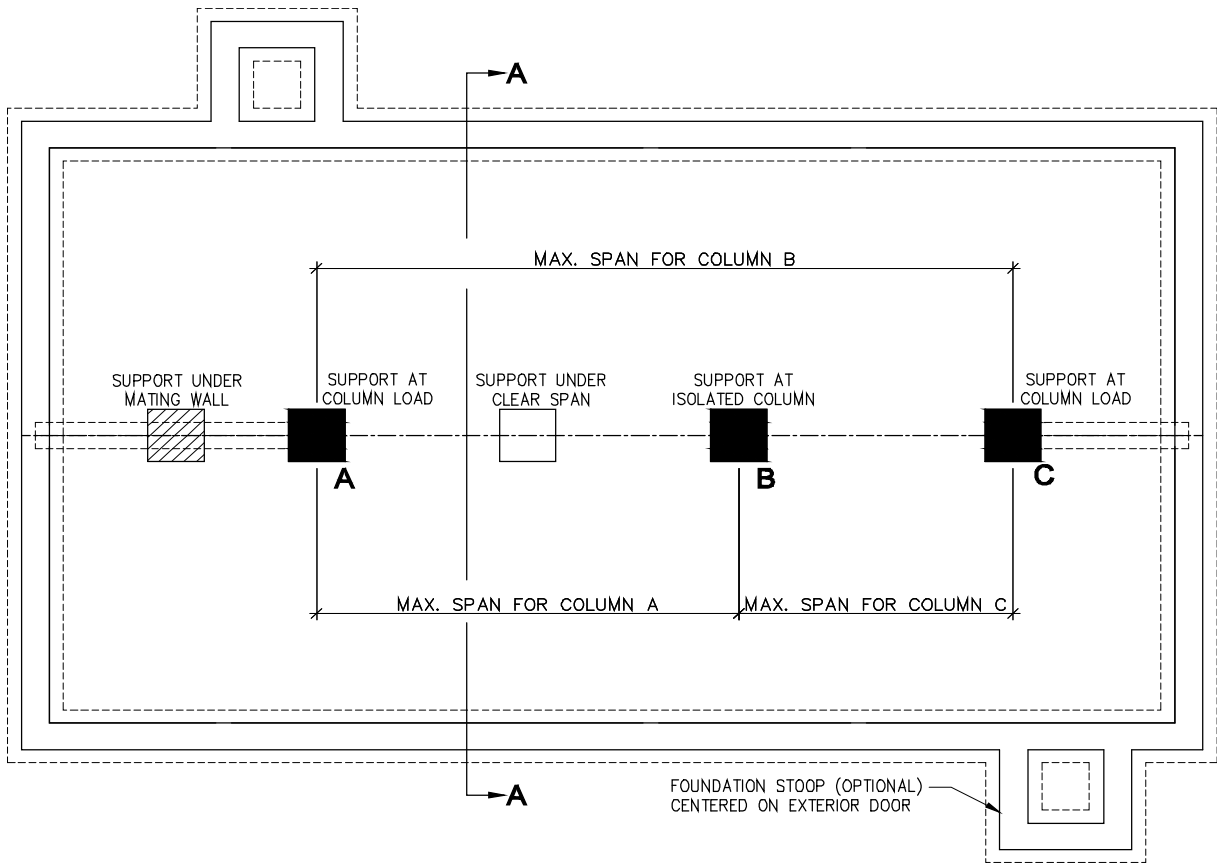 A
MAX. SPAN FOR COLUMN B
SUPPORT UNDER
MATING WALL
SUPPORT AT
COLUMN LOAD
SUPPORT UNDER
CLEAR SPAN
SUPPORT AT
ISOLATED COLUMN
SUPPORT AT
COLUMN LOAD
A
B
C
MAX. SPAN FOR COLUMN A
MAX. SPAN FOR COLUMN C
A
FOUNDATION STOOP (OPTIONAL)
CENTERED ON EXTERIOR DOOR